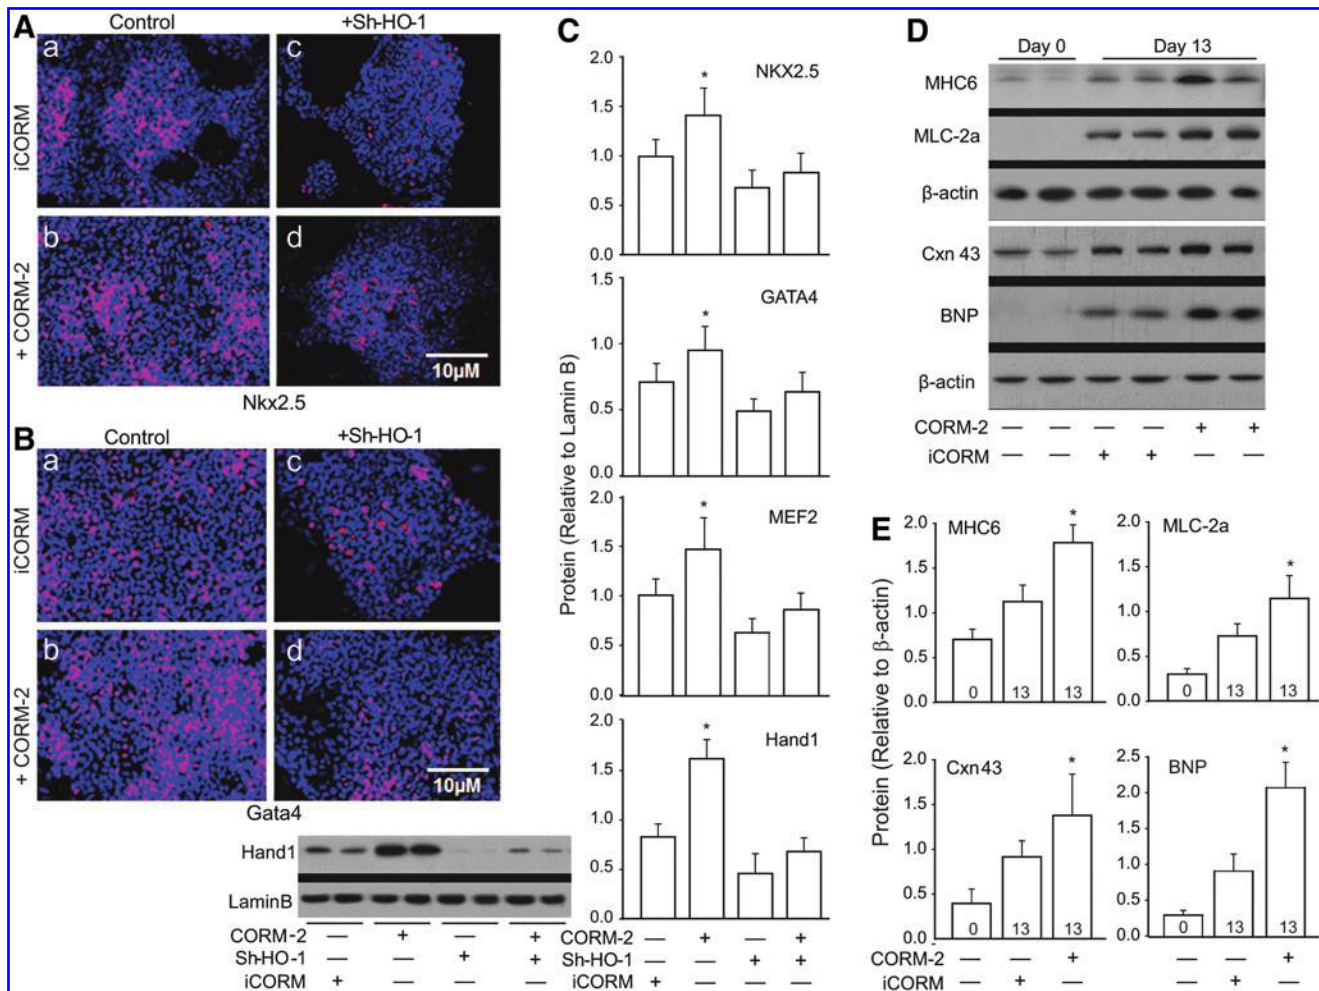 A
Control
+Sh-HO-1
a
c
iCORM
b
d
+ CORM-2
10µM
Nkx2.5
B
Control
+Sh-HO-1
a
c
iCORM
b
d
+ CORM-2
10µM
Gata4
Hand1
LaminB
CORM-2 — + — +
Sh-HO-1 — — + +
iCORM + — — —
C
Protein (Relative to Lamin B)
NKX2.5
2.0
1.5
1.0
0.5
0.0
*
GATA4
1.5
1.0
0.5
0.0
*
MEF2
2.0
1.5
1.0
0.5
0.0
*
Hand1
2.0
1.5
1.0
0.5
0.0
*
CORM-2 — + — +
Sh-HO-1 — — + +
iCORM + — — —
D
Day 0 Day 13
MHC6
MLC-2a
β-actin
Cxn 43
BNP
β-actin
CORM-2 — — — — + +
iCORM — — + + — —
E
Protein (Relative to β-actin)
MHC6
2.0
1.5
1.0
0.5
0.0
*
0 13 13
MLC-2a
2.0
1.5
1.0
0.5
0.0
*
0 13 13
Cxn43
2.0
1.5
1.0
0.5
0.0
*
0 13 13
BNP
2.5
2.0
1.5
1.0
0.5
0.0
*
0 13 13
CORM-2 — — + — — +
iCORM — + — — + —